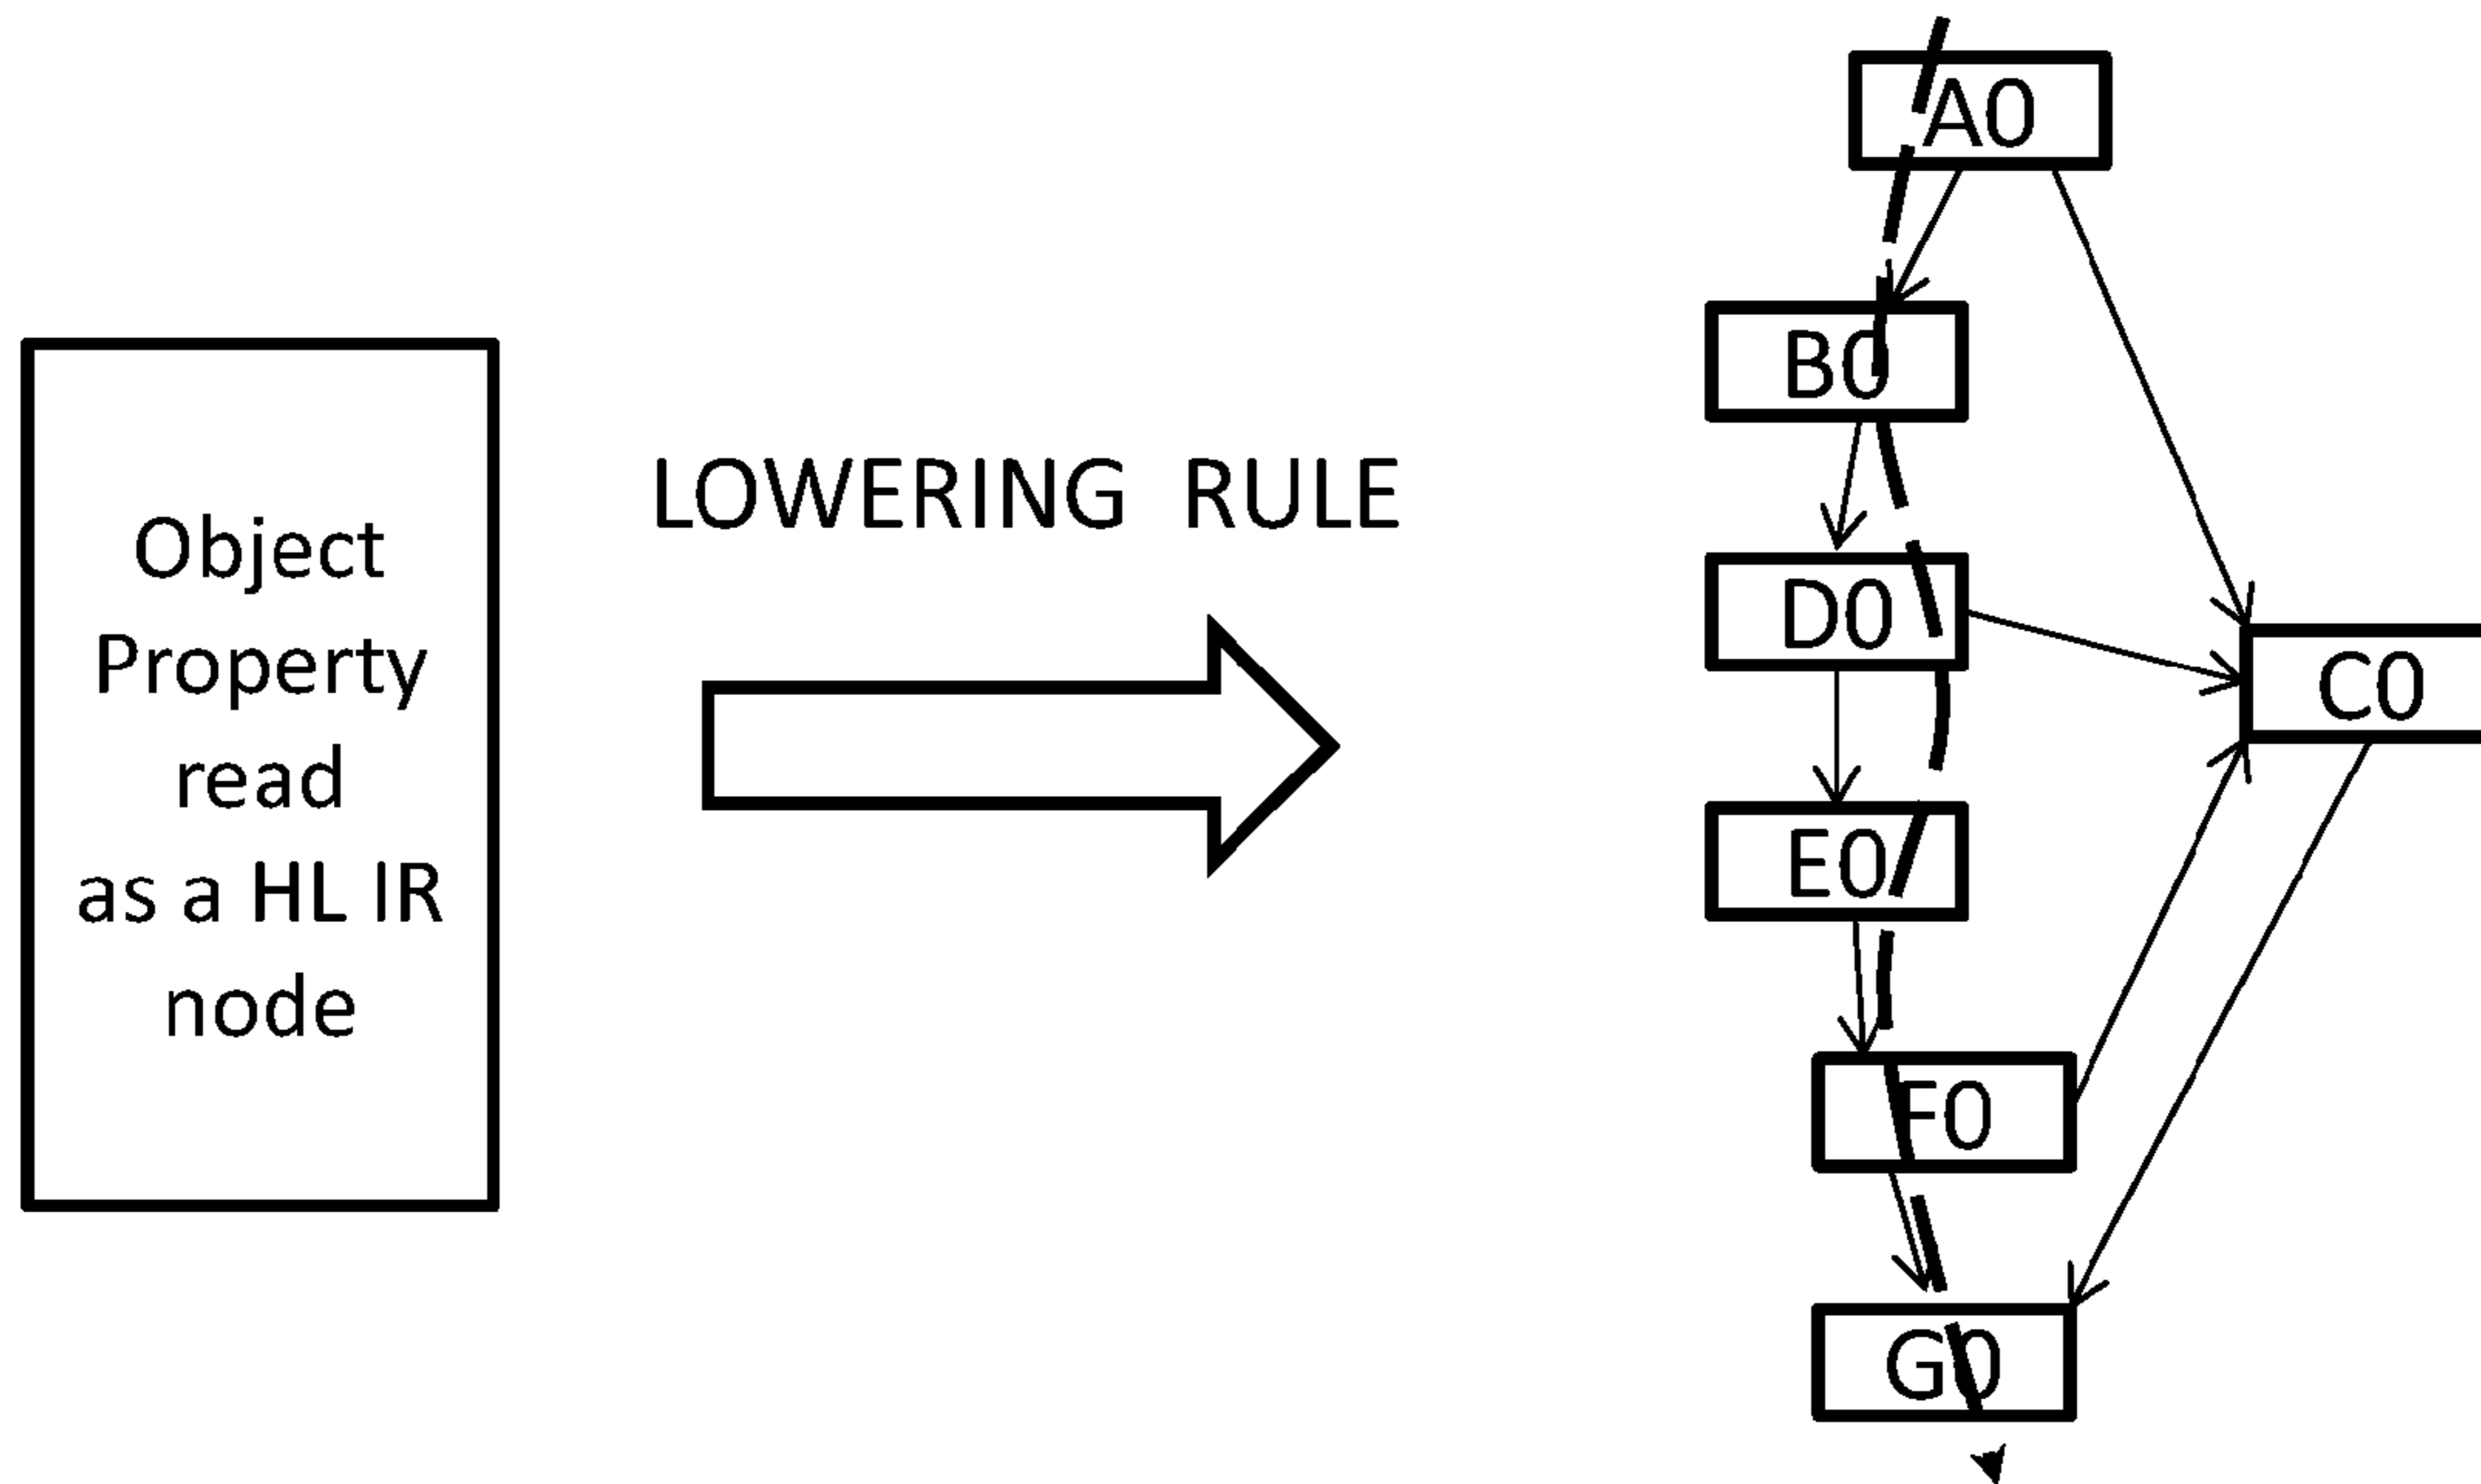 Object
Property
read
as a HL IR
node
LOWERING RULE
A0
B0
D0
C0
E0
F0
G0